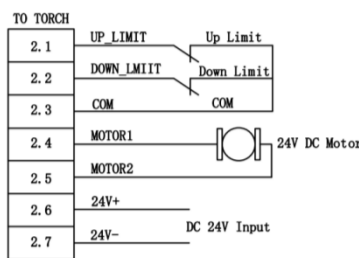 TO TORCH
2.1 UP_LIMIT Up Limit
2.2 DOWN_LMIIT Down Limit
2.3 COM COM
2.4 MOTOR1 24V DC Motor
2.5 MOTOR2
2.6 24V+
DC 24V Input
2.7 24V-